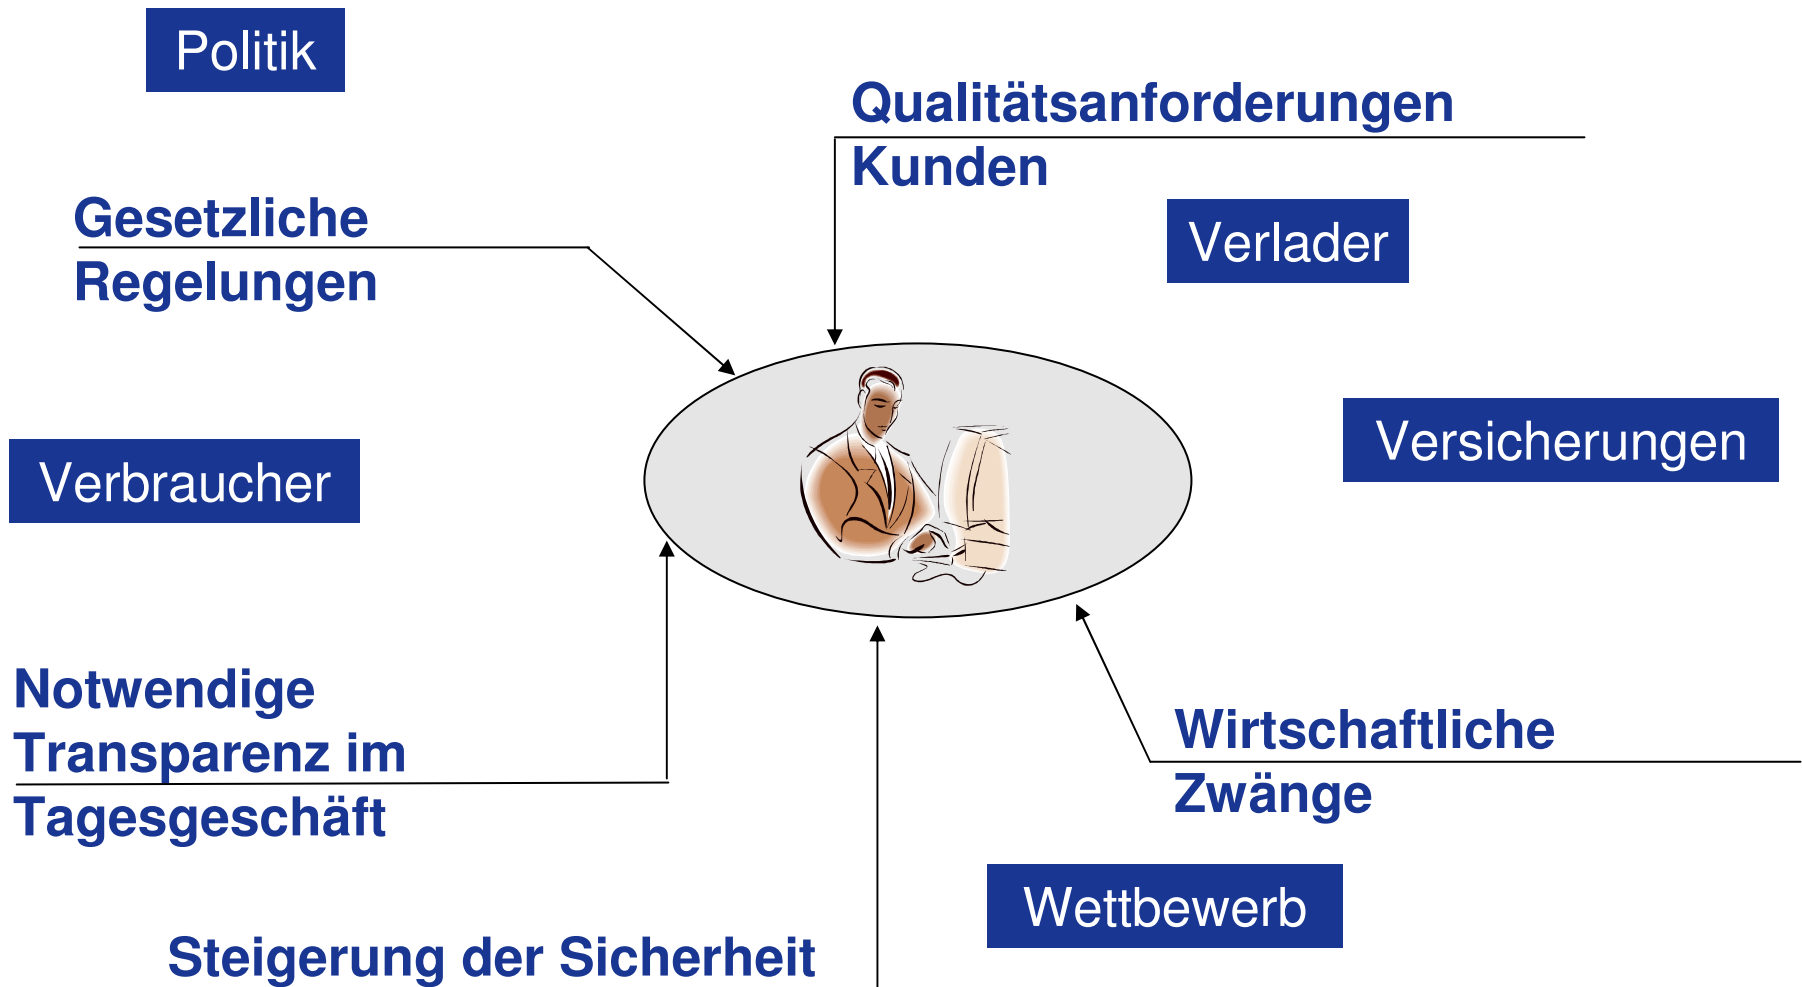 Politik
Qualitätsanforderungen
Kunden
Gesetzliche
Regelungen
Verlader
Versicherungen
Verbraucher
Notwendige
Transparenz im
Tagesgeschäft
Wirtschaftliche
Zwänge
Wettbewerb
Steigerung der Sicherheit